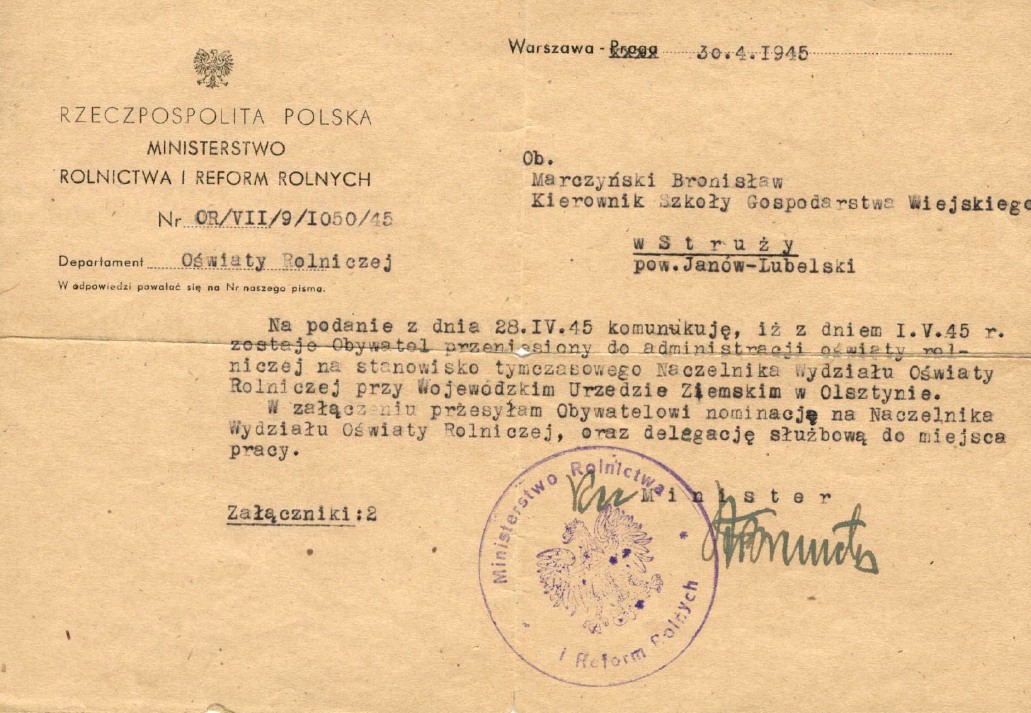 Warszawa - Praga 30.4.1945
RZECZPOSPOLITA POLSKA
MINISTERSTWO
ROLNICTWA I REFORM ROLNYCH
Nr OR/VII/9/I050/45
Departament Oświaty Rolniczej
W odpowiedzi powołać się na Nr naszego pisma.
Ob.
Marczyński Bronisław
Kierownik Szkoły Gospodarstwa Wiejskiego
w S t r u ż y
pow.Janów-Lubelski
Na podanie z dnia 28.IV.45 komunukuję, iż z dniem I.V.45 r.
zostaje Obywatel przeniesiony do administracji oświaty rol-
niczej na stanowisko tymczasowego Naczelnika Wydziału Oświaty
Rolniczej przy Wojewódzkim Urzedzie Ziemskim w Olsztynie.
W załączeniu przesyłam Obywatelowi nominację na Naczelnika
Wydziału Oświaty Rolniczej, oraz delegację służbową do miejsca
pracy.
M i n i s t e r
Załączniki:2
Ministerstwo Rolnictwa
i Reform Rolnych